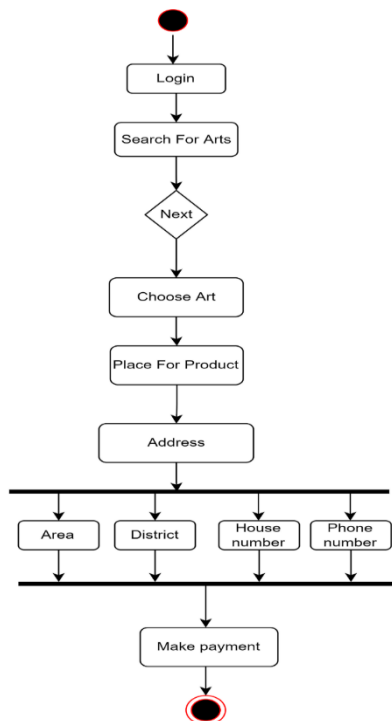 Login
Search For Arts
Next
Choose Art
Place For Product
Address
Area
District
House
number
Phone
number
Make payment